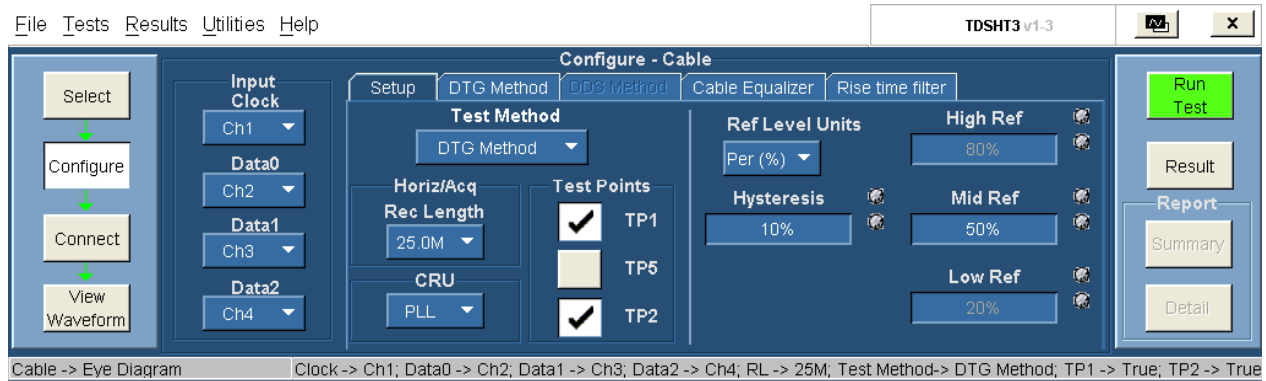 File Tests Results Utilities Help
TDSHT3 v1-3
x
Select
Configure
Connect
View
Waveform
Configure - Cable
Input
Clock
Ch1
Data0
Ch2
Data1
Ch3
Data2
Ch4
Setup DTG Method DDS Method Cable Equalizer Rise time filter
Test Method
DTG Method
Horiz/Acq
Rec Length
25.0M
CRU
PLL
Test Points
TP1
TP5
TP2
Ref Level Units
Per (%)
Hysteresis
10%
High Ref
80%
Mid Ref
50%
Low Ref
20%
Run
Test
Result
Report
Summary
Detail
Cable -> Eye Diagram
Clock -> Ch1; Data0 -> Ch2; Data1 -> Ch3; Data2 -> Ch4; RL -> 25M; Test Method-> DTG Method; TP1 -> True; TP2 -> True